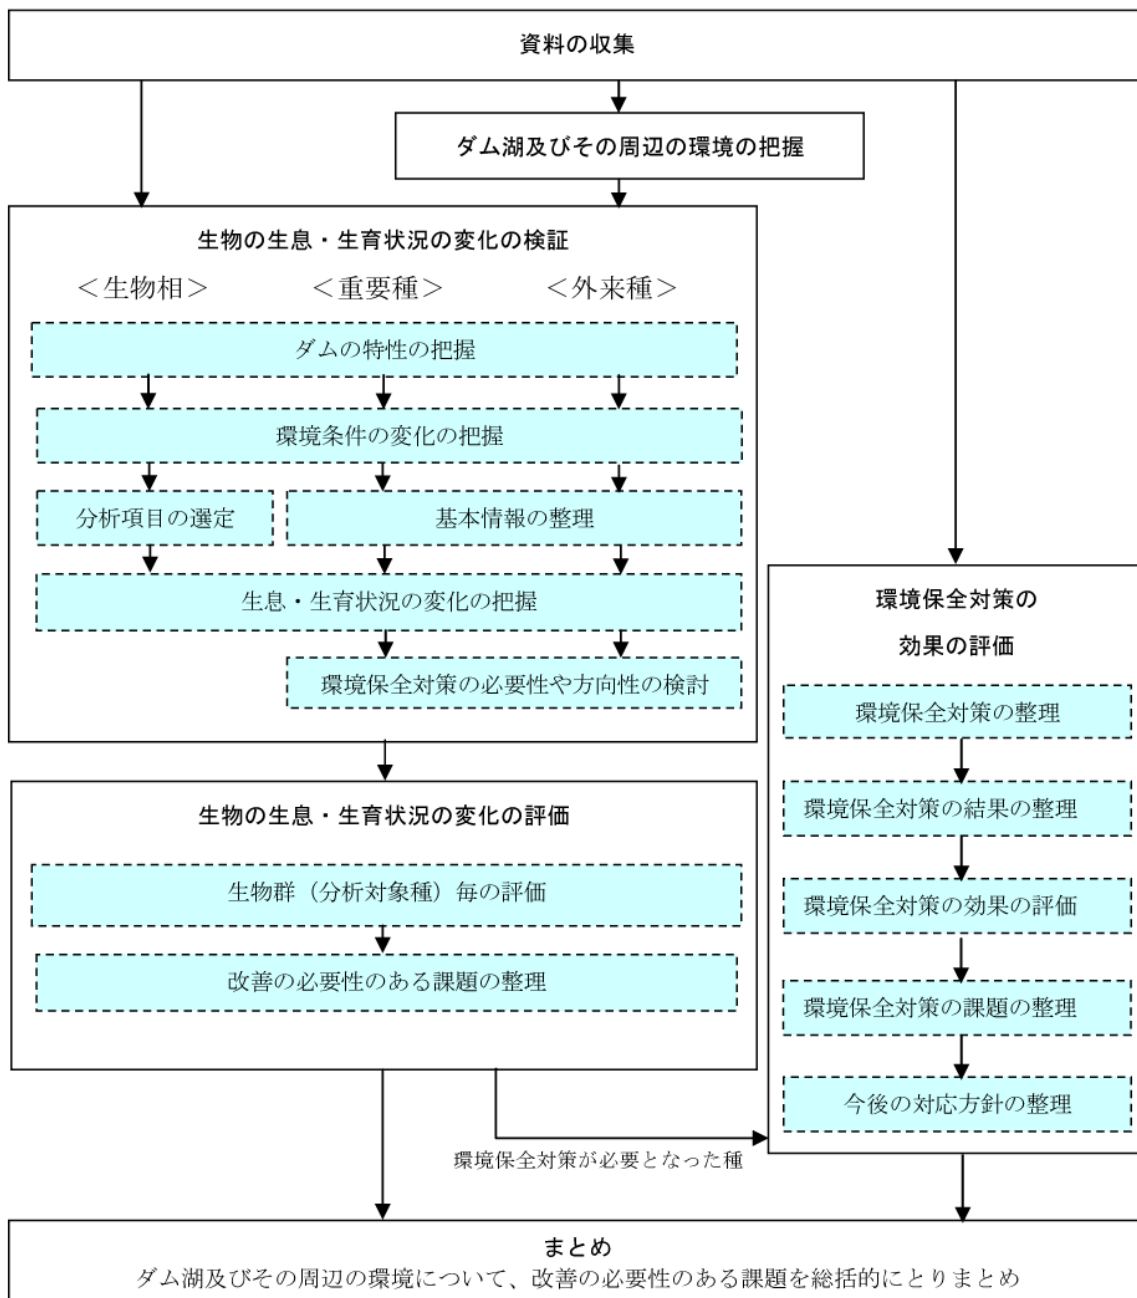 資料の収集
ダム湖及びその周辺の環境の把握
生物の生息・生育状況の変化の検証
＜生物相＞ ＜重要種＞ ＜外来種＞
ダムの特性の把握
環境条件の変化の把握
分析項目の選定 基本情報の整理
生息・生育状況の変化の把握
環境保全対策の必要性や方向性の検討
生物の生息・生育状況の変化の評価
生物群（分析対象種）毎の評価
改善の必要性のある課題の整理
環境保全対策の
効果の評価
環境保全対策の整理
環境保全対策の結果の整理
環境保全対策の効果の評価
環境保全対策の課題の整理
今後の対応方針の整理
環境保全対策が必要となった種
まとめ
ダム湖及びその周辺の環境について、改善の必要性のある課題を総括的にとりまとめ